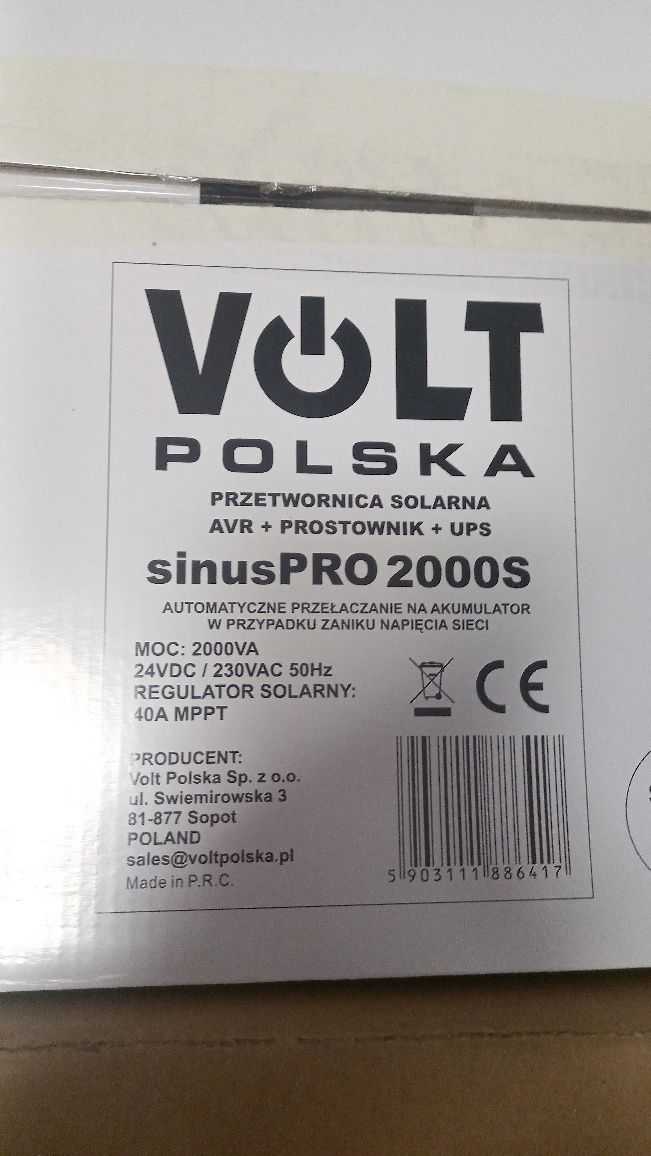 VOLT
POLSKA
PRZETWORNICA SOLARNA
AVR + PROSTOWNIK + UPS
sinusPRO 2000S
AUTOMATYCZNE PRZEŁACZANIE NA AKUMULATOR
W PRZYPADKU ZANIKU NAPIĘCIA SIECI
MOC: 2000VA
24VDC / 230VAC 50Hz
REGULATOR SOLARNY:
40A MPPT
CE
PRODUCENT:
Volt Polska Sp. z o.o.
ul. Swiemirowska 3
81-877 Sopot
POLAND
sales@voltpolska.pl
Made in P.R.C.
5 903111 886417